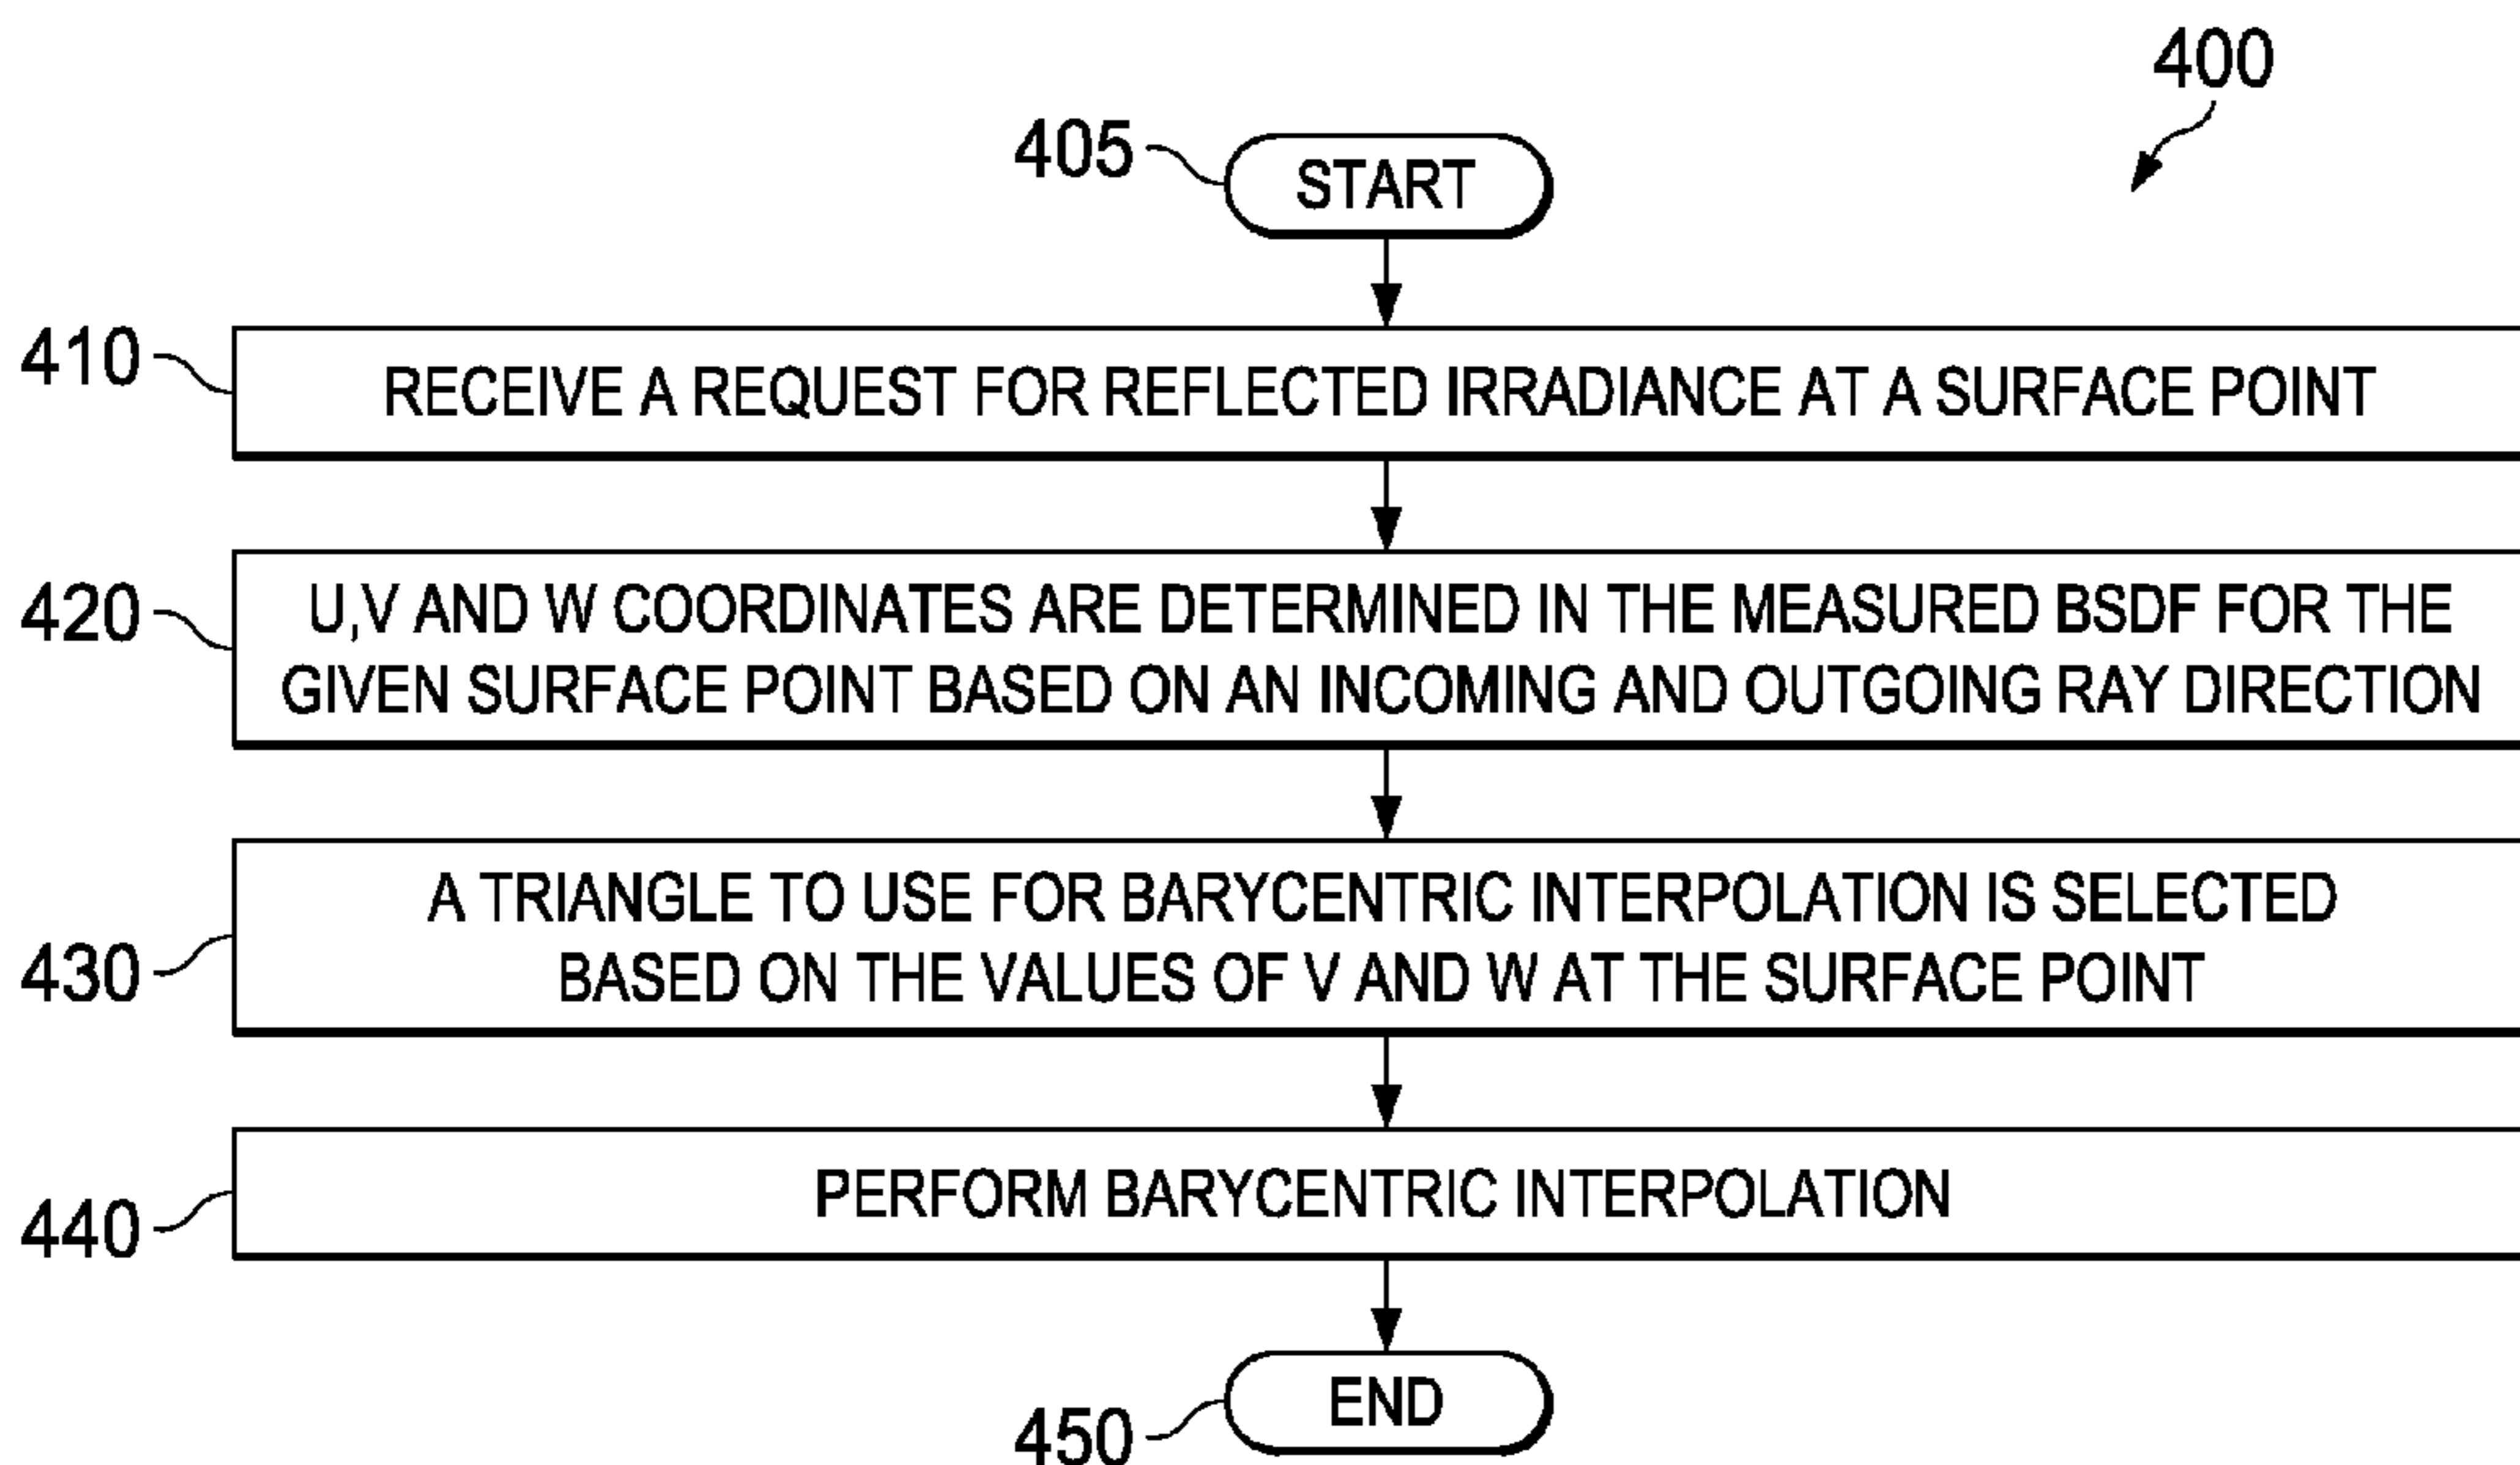 400
405
START
410
RECEIVE A REQUEST FOR REFLECTED IRRADIANCE AT A SURFACE POINT
420
U,V AND W COORDINATES ARE DETERMINED IN THE MEASURED BSDF FOR THE
GIVEN SURFACE POINT BASED ON AN INCOMING AND OUTGOING RAY DIRECTION
430
A TRIANGLE TO USE FOR BARYCENTRIC INTERPOLATION IS SELECTED
BASED ON THE VALUES OF V AND W AT THE SURFACE POINT
440
PERFORM BARYCENTRIC INTERPOLATION
450
END